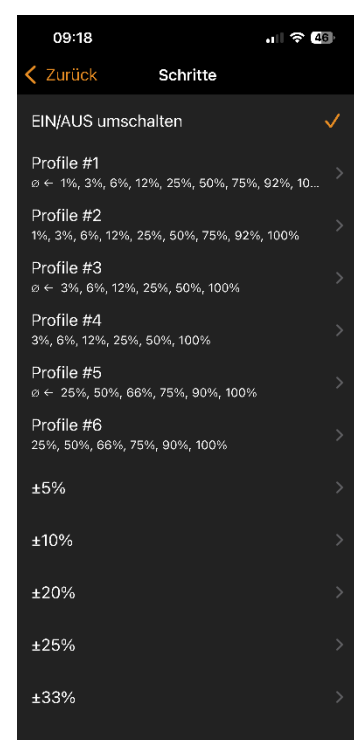 09:18
46
Zurück
Schritte
EIN/AUS umschalten
Profile #1
⌀ ← 1%, 3%, 6%, 12%, 25%, 50%, 75%, 92%, 10...
Profile #2
1%, 3%, 6%, 12%, 25%, 50%, 75%, 92%, 100%
Profile #3
⌀ ← 3%, 6%, 12%, 25%, 50%, 100%
Profile #4
3%, 6%, 12%, 25%, 50%, 100%
Profile #5
⌀ ← 25%, 50%, 66%, 75%, 90%, 100%
Profile #6
25%, 50%, 66%, 75%, 90%, 100%
±5%
±10%
±20%
±25%
±33%